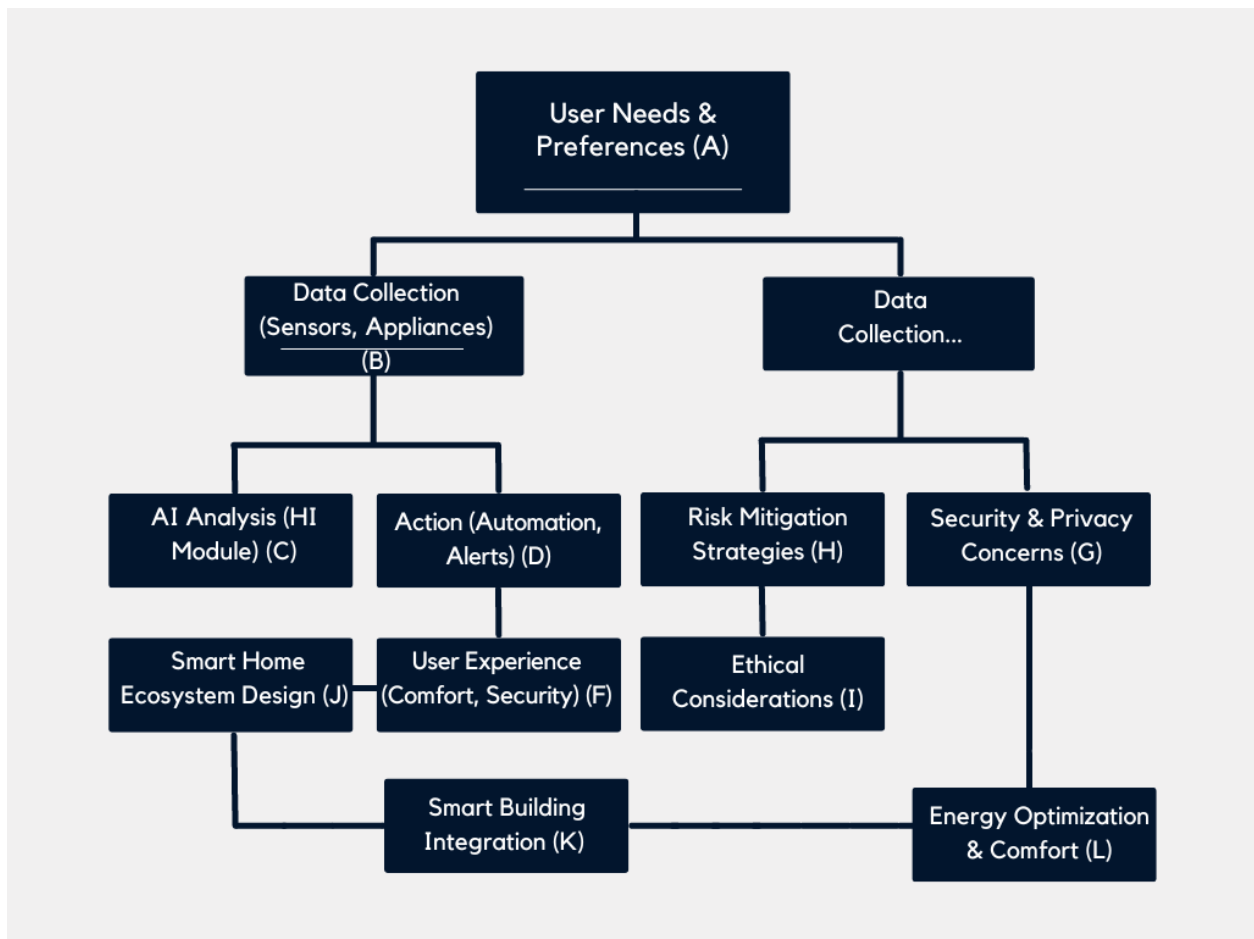 User Needs &
Preferences (A)
Data Collection
(Sensors, Appliances)
(B)
Data
Collection...
AI Analysis (HI
Module) (C)
Action (Automation,
Alerts) (D)
Risk Mitigation
Strategies (H)
Security & Privacy
Concerns (G)
Smart Home
Ecosystem Design (J)
User Experience
(Comfort, Security) (F)
Ethical
Considerations (I)
Smart Building
Integration (K)
Energy Optimization
& Comfort (L)